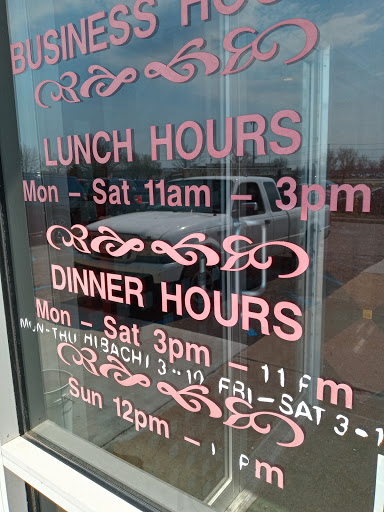 BUSINESS HOU
LUNCH HOURS
Mon - Sat 11am - 3pm
DINNER HOURS
Mon - Sat 3pm - 11 pm
MON-THU HIBACHI 3-10 FRI-SAT 3-1
Sun 12pm - pm